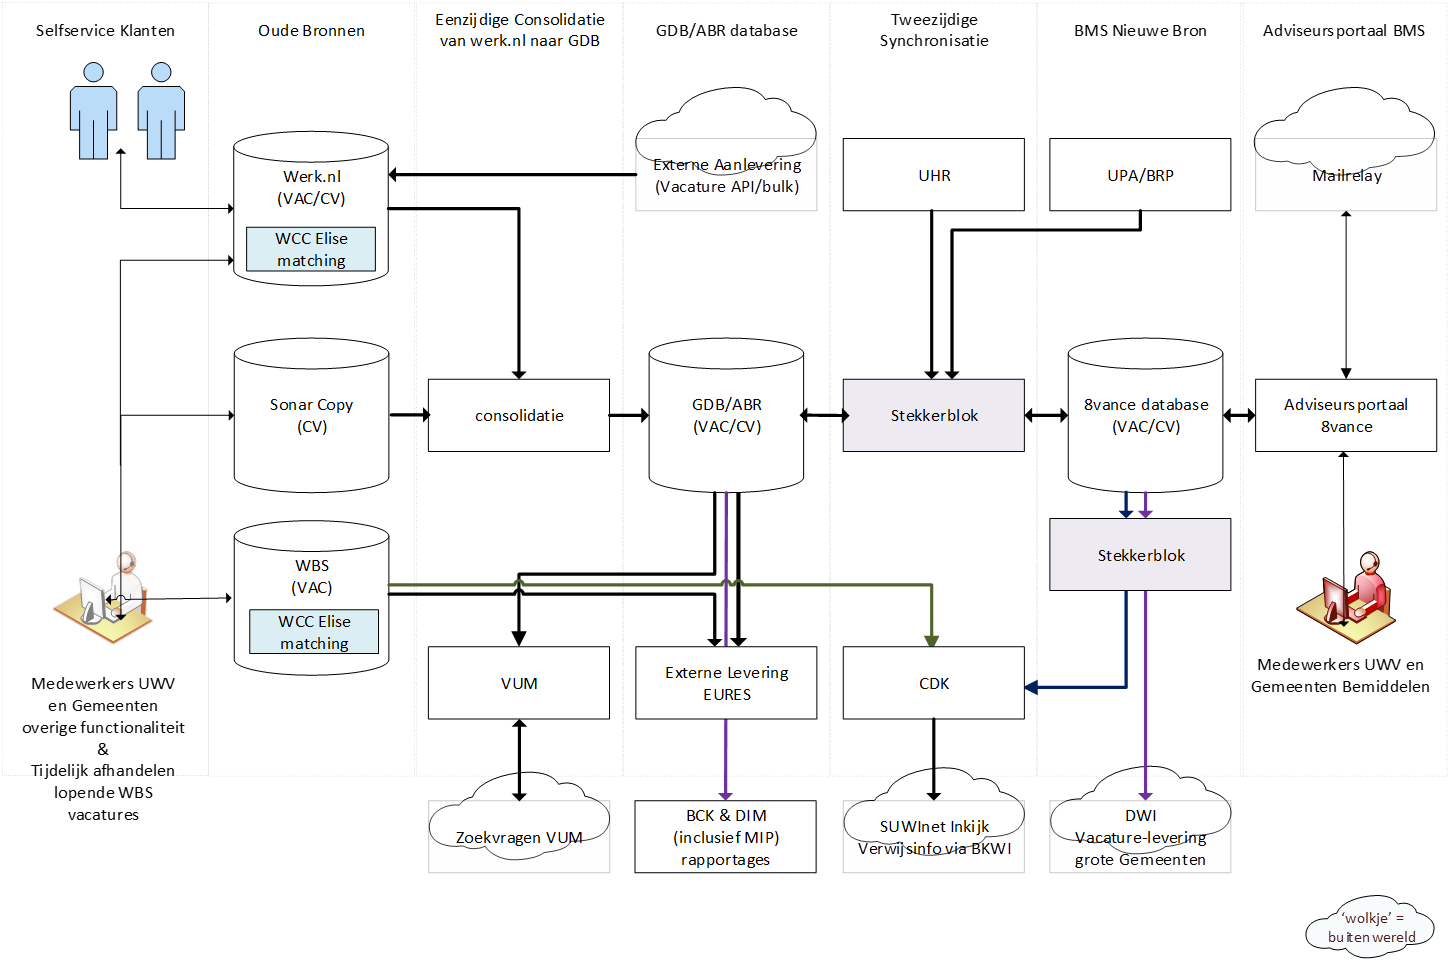 Selfservice Klanten
Oude Bronnen
Eenzijdige Consolidatie
van werk.nl naar GDB
GDB/ABR database
Tweezijdige
Synchronisatie
BMS Nieuwe Bron
Adviseursportaal BMS
Werk.nl
(VAC/CV)
WCC Elise
matching
Externe Aanlevering
(Vacature API/bulk)
UHR
UPA/BRP
Mailrelay
Sonar Copy
(CV)
consolidatie
GDB/ABR
(VAC/CV)
Stekkerblok
8vance database
(VAC/CV)
Adviseursportaal
8vance
WBS
(VAC)
WCC Elise
matching
Stekkerblok
VUM
Externe Levering
EURES
CDK
Medewerkers UWV
en Gemeenten
overige functionaliteit
&
Tijdelijk afhandelen
lopende WBS
vacatures
Medewerkers UWV en
Gemeenten Bemiddelen
Zoekvragen VUM
BCK & DIM
(inclusief MIP)
rapportages
SUWInet Inkijk
Verwijsinfo via BKWI
DWI
Vacature-levering
grote Gemeenten
‘wolkje’ =
buitenwereld